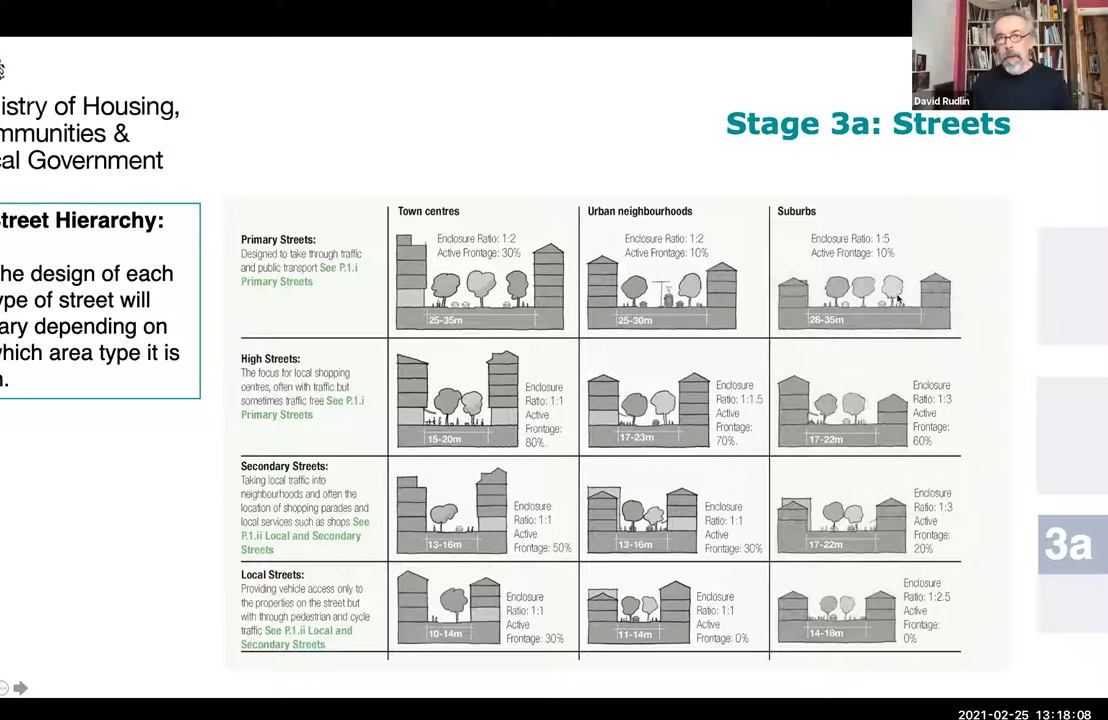 David Rudlin
istry of Housing,
mmunities &
cal Government
Stage 3a: Streets
treet Hierarchy:
he design of each
ype of street will
ary depending on
which area type it is
n.
Town centres
Urban neighbourhoods
Suburbs
Primary Streets:
Designed to take through traffic
and public transport See P.1.i
Primary Streets
Enclosure Ratio: 1:2
Active Frontage: 30%
25-35m
Enclosure Ratio: 1:2
Active Frontage: 10%
25-30m
Enclosure Ratio: 1:5
Active Frontage: 10%
28-35m
High Streets:
The focus for local shopping
centres, often with traffic but
sometimes traffic free See P.1.i
Primary Streets
15-20m
Enclosure
Ratio: 1:1
Active
Frontage:
80%.
17-23m
Enclosure
Ratio: 1:1.5
Active
Frontage:
70%.
17-22m
Enclosure
Ratio: 1:3
Active
Frontage:
60%
Secondary Streets:
Taking local traffic into
neighbourhoods and often the
location of shopping parades and
local services such as shops See
P.1.ii Local and Secondary
Streets
13-16m
Enclosure
Ratio: 1:1
Active
Frontage: 50%
13-16m
Enclosure
Ratio: 1:1
Active
Frontage: 30%
17-22m
Enclosure
Ratio: 1:3
Active
Frontage:
20%
Local Streets:
Providing vehicle access only to
the properties on the street but
with through pedestrian and cycle
traffic See P.1.ii Local and
Secondary Streets
10-14m
Enclosure
Ratio: 1:1
Active
Frontage: 30%
11-14m
Enclosure
Ratio: 1:1
Active
Frontage: 0%
14-18m
Enclosure
Ratio: 1:2.5
Active
Frontage:
0%
3a
2021-02-25 13:18:08